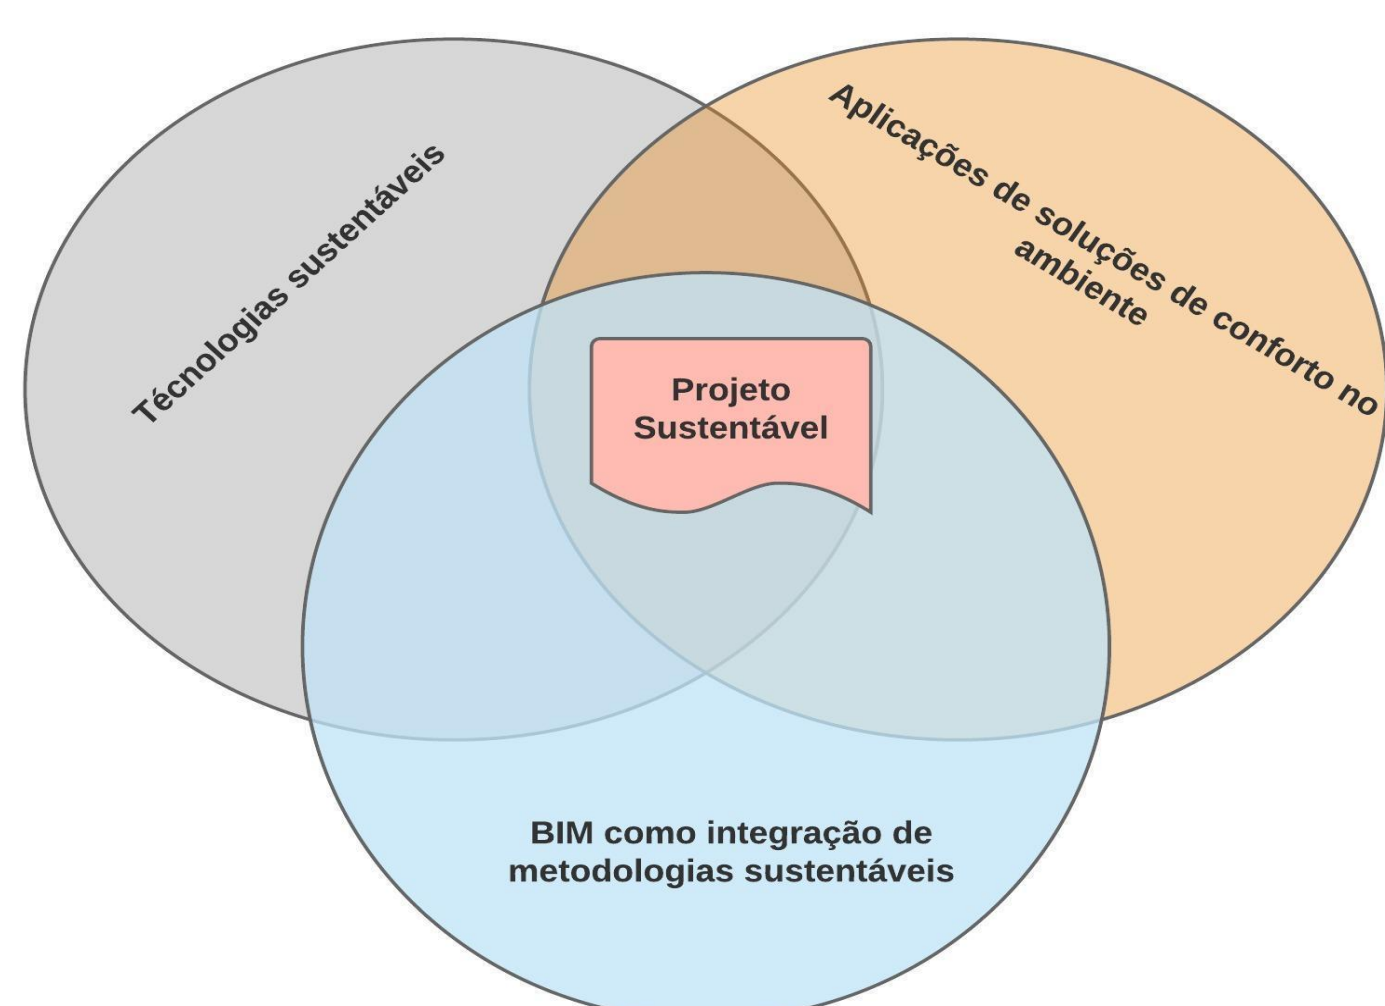 Técnologias sustentáveis
Aplicações de soluções de conforto no
ambiente
Projeto
Sustentável
BIM como integração de
metodologias sustentáveis